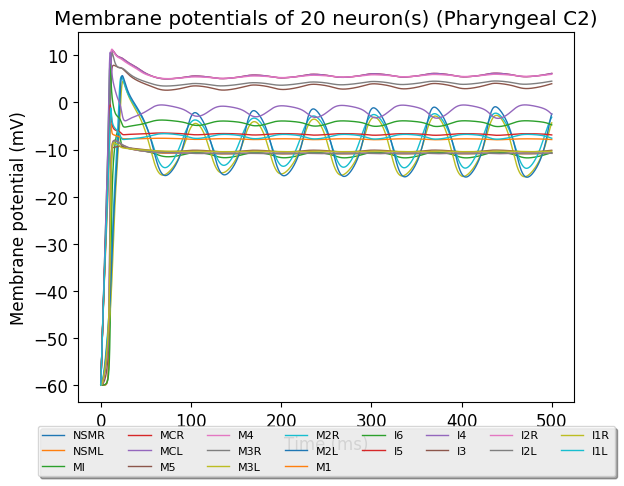 Membrane potentials of 20 neuron(s) (Pharyngeal C2)
Membrane potential (mV)
10
0
−10
−20
−30
−40
−50
−60
0 100 200 300 400 500
Time (ms)
NSMR MCR M4 M2R I6 I4 I2R I1R
NSML MCL M3R M2L I5 I3 I2L I1L
MI M5 M3L M1